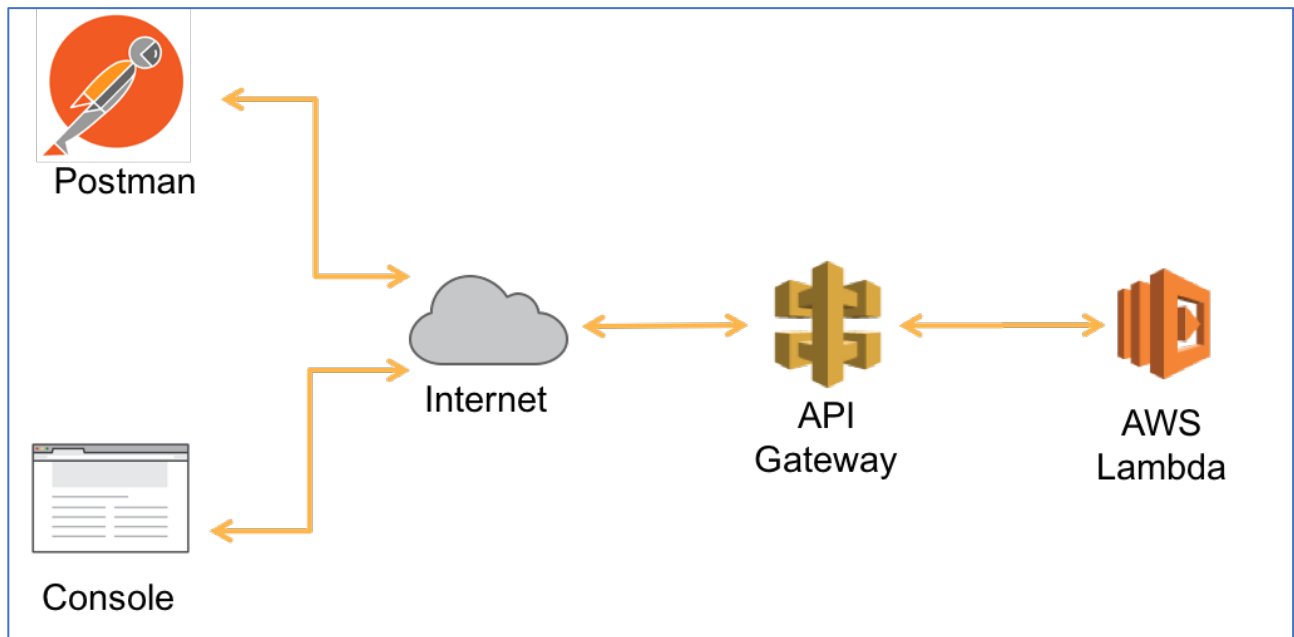 Postman
Internet
API
Gateway
AWS
Lambda
Console